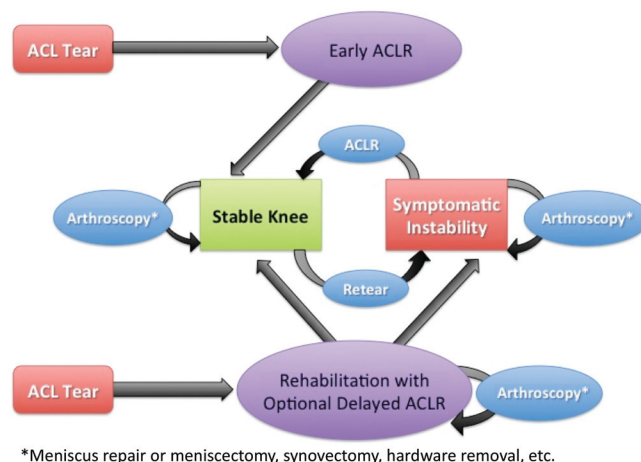 ACL Tear
Early ACLR
ACLR
Arthroscopy*
Stable Knee
Symptomatic
Instability
Arthroscopy*
Retear
ACL Tear
Rehabilitation with
Optional Delayed ACLR
Arthroscopy*
*Meniscus repair or meniscectomy, synovectomy, hardware removal, etc.